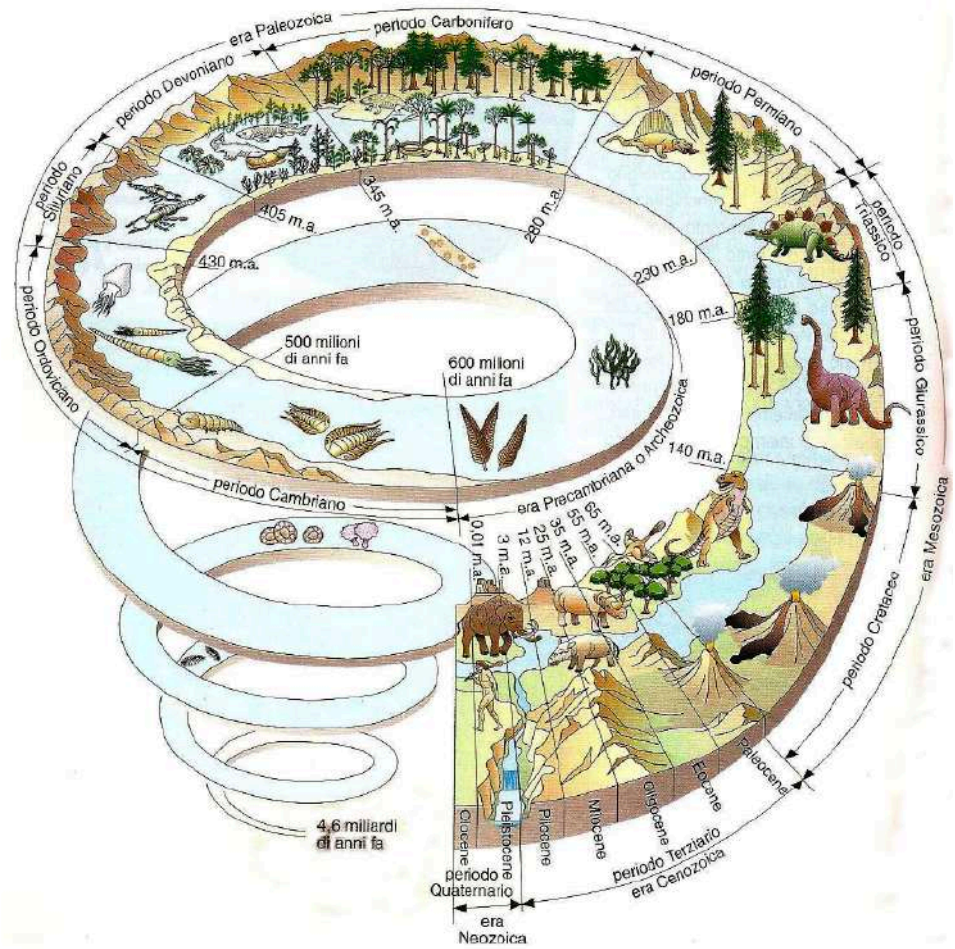 era Paleozoica
periodo Carbonifero
periodo Devoniano
periodo Permiano
periodo
Siluriano
periodo
Triassico
345 m.a.
405 m.a.
280 m.a.
430 m.a.
230 m.a.
180 m.a.
periodo Ordoviciano
500 milioni
di anni fa
600 milioni
di anni fa
periodo Giurassico
140 m.a.
era Mesozoica
periodo Cambriano
era Precambriana o Archeozoica
0,01 m.a.
3 m.a.
12 m.a.
25 m.a.
35 m.a.
55 m.a.
65 m.a.
periodo Cretaceo
4,6 miliardi
di anni fa
Olocene
Pleistocene
Pliocene
Miocene
Oligocene
Eocene
Paleocene
periodo
Quaternario
periodo Terziario
era Cenozoica
era
Neozoica